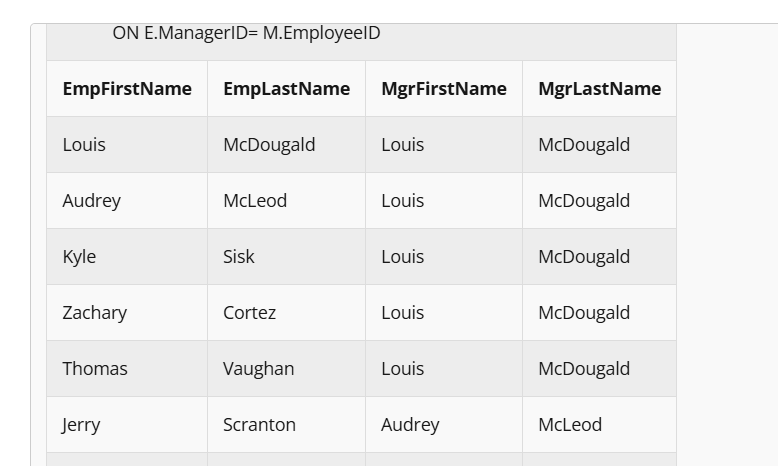 ON E.ManagerID= M.EmployeeID
EmpFirstName EmpLastName MgrFirstName MgrLastName
Louis McDougald Louis McDougald
Audrey McLeod Louis McDougald
Kyle Sisk Louis McDougald
Zachary Cortez Louis McDougald
Thomas Vaughan Louis McDougald
Jerry Scranton Audrey McLeod